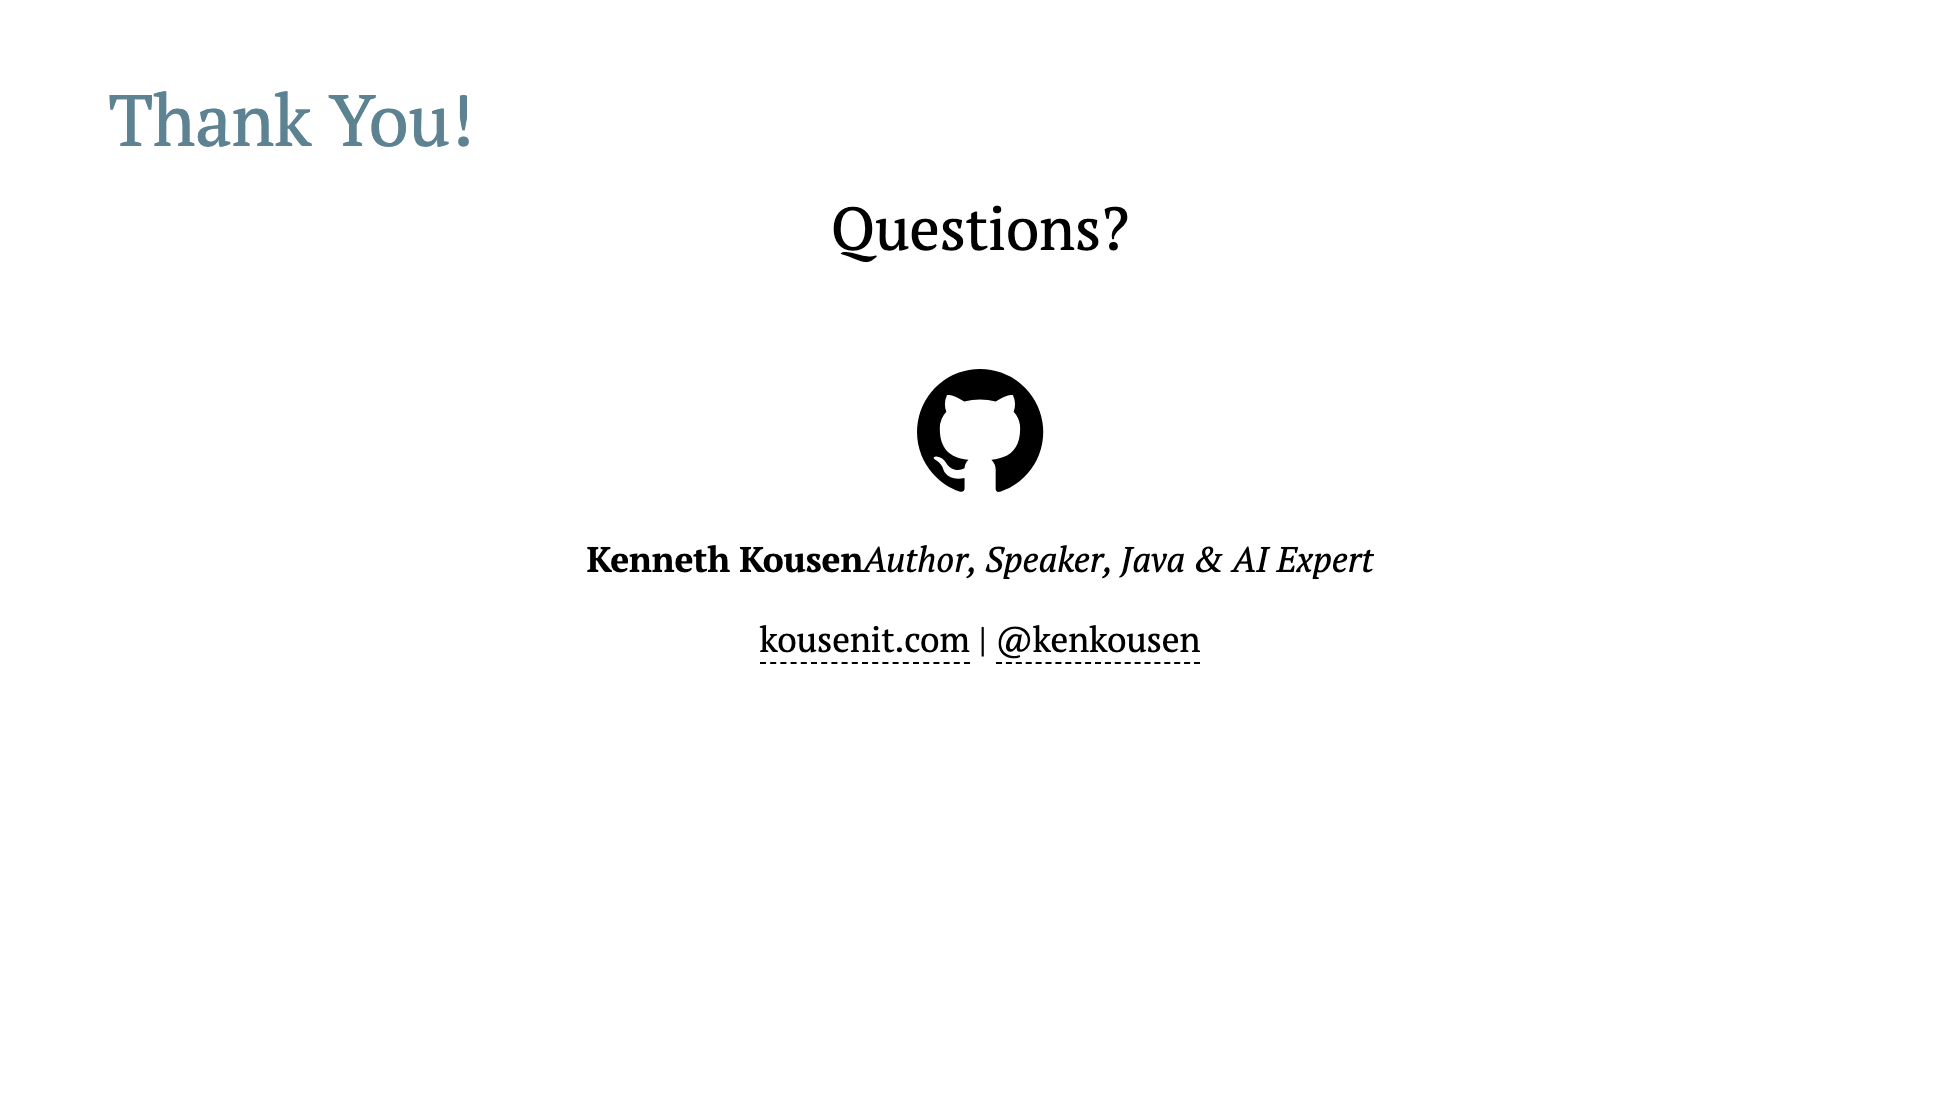 Thank You!
Questions?
Kenneth KousenAuthor, Speaker, Java & AI Expert
kousenit.com | @kenkousen